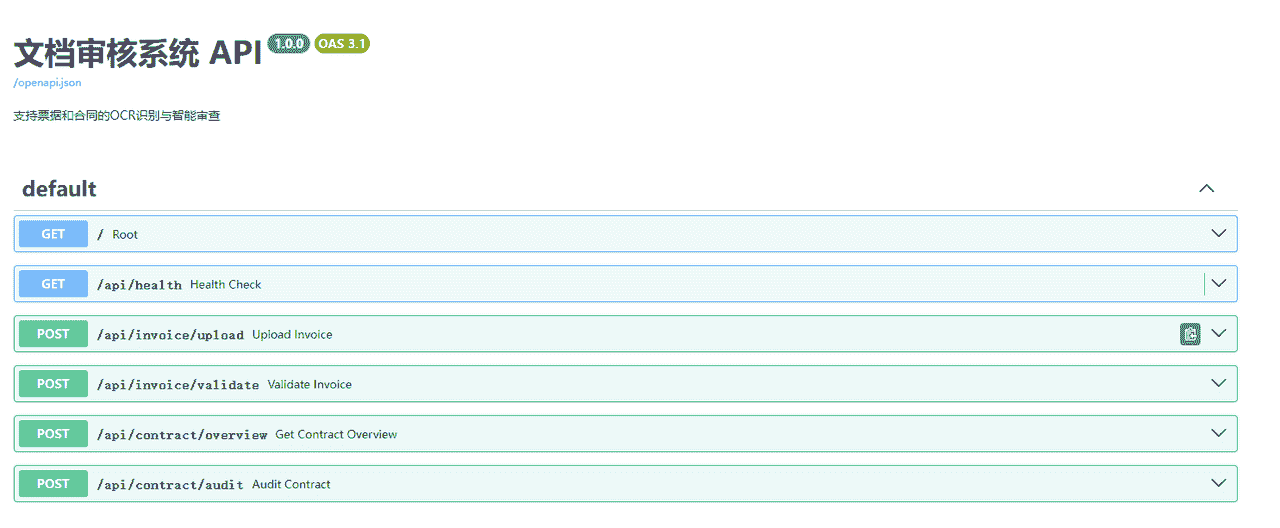 文档审核系统 API 1.0.0 OAS 3.1
/openapi.json
支持票据和合同的OCR识别与智能审查
default
GET / Root
GET /api/health Health Check
POST /api/invoice/upload Upload Invoice
POST /api/invoice/validate Validate Invoice
POST /api/contract/overview Get Contract Overview
POST /api/contract/audit Audit Contract